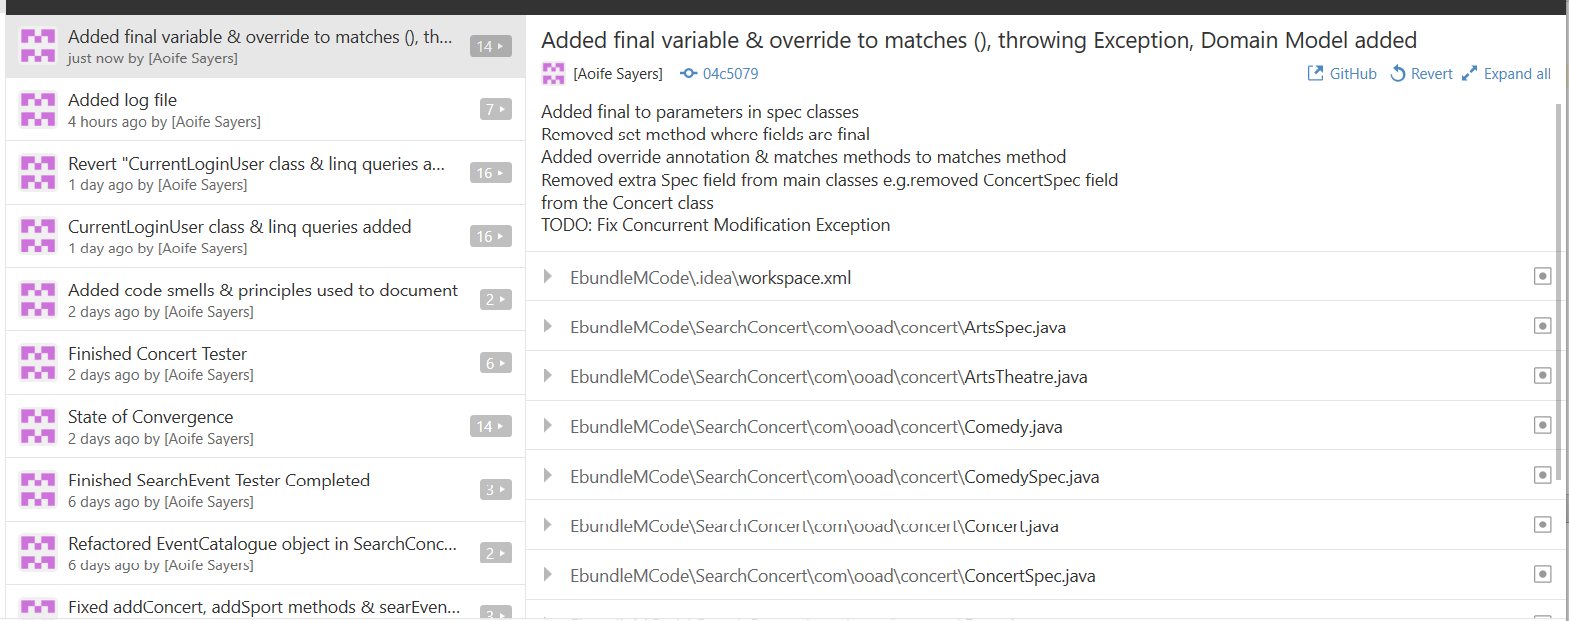 Added final variable & override to matches (), th...
just now by [Aoife Sayers]
14
Added log file
4 hours ago by [Aoife Sayers]
7
Revert "CurrentLoginUser class & linq queries a...
1 day ago by [Aoife Sayers]
16
CurrentLoginUser class & linq queries added
1 day ago by [Aoife Sayers]
16
Added code smells & principles used to document
2 days ago by [Aoife Sayers]
2
Finished Concert Tester
2 days ago by [Aoife Sayers]
6
State of Convergence
2 days ago by [Aoife Sayers]
14
Finished SearchEvent Tester Completed
6 days ago by [Aoife Sayers]
3
Refactored EventCatalogue object in SearchConc...
6 days ago by [Aoife Sayers]
2
Fixed addConcert, addSport methods & searEven...
3
Added final variable & override to matches (), throwing Exception, Domain Model added
[Aoife Sayers] 04c5079 GitHub Revert Expand all
Added final to parameters in spec classes
Removed set method where fields are final
Added override annotation & matches methods to matches method
Removed extra Spec field from main classes e.g.removed ConcertSpec field
from the Concert class
TODO: Fix Concurrent Modification Exception
EbundleMCode\.idea\workspace.xml
EbundleMCode\SearchConcert\com\ooad\concert\ArtsSpec.java
EbundleMCode\SearchConcert\com\ooad\concert\ArtsTheatre.java
EbundleMCode\SearchConcert\com\ooad\concert\Comedy.java
EbundleMCode\SearchConcert\com\ooad\concert\ComedySpec.java
EbundleMCode\SearchConcert\com\ooad\concert\Concert.java
EbundleMCode\SearchConcert\com\ooad\concert\ConcertSpec.java